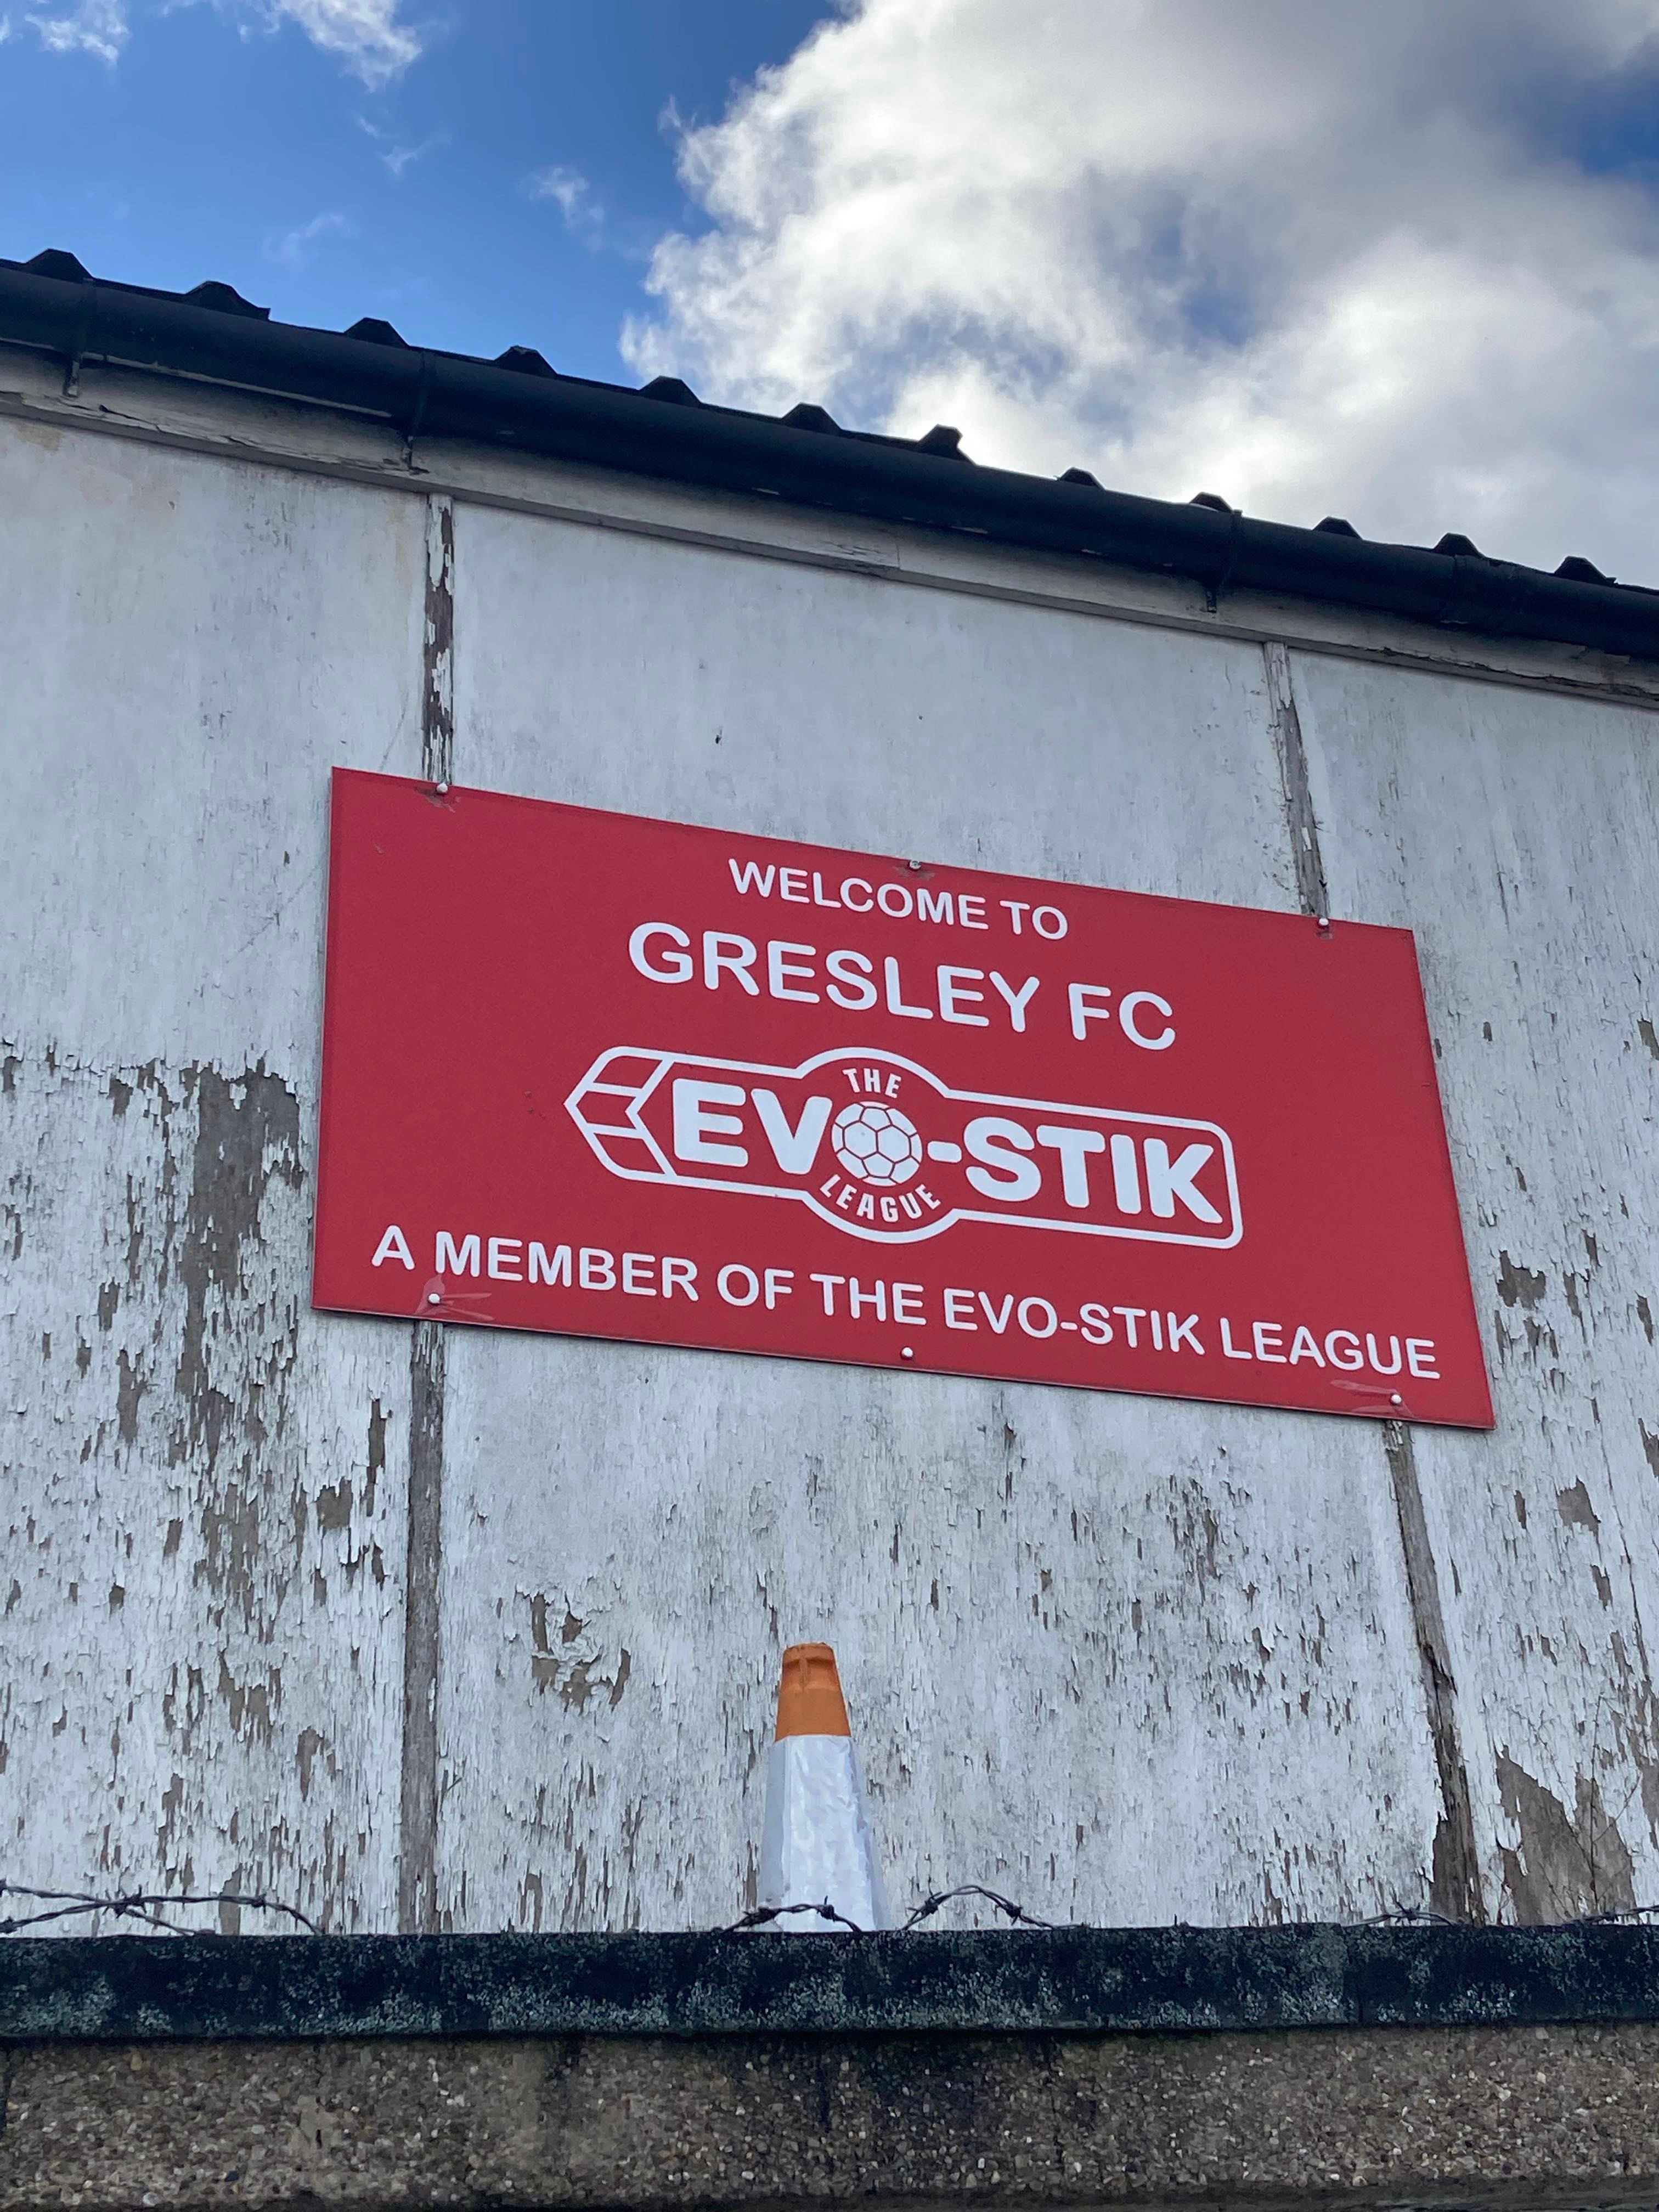 WELCOME TO
GRESLEY FC
THE
EVO-STIK
LEAGUE
A MEMBER OF THE EVO-STIK LEAGUE